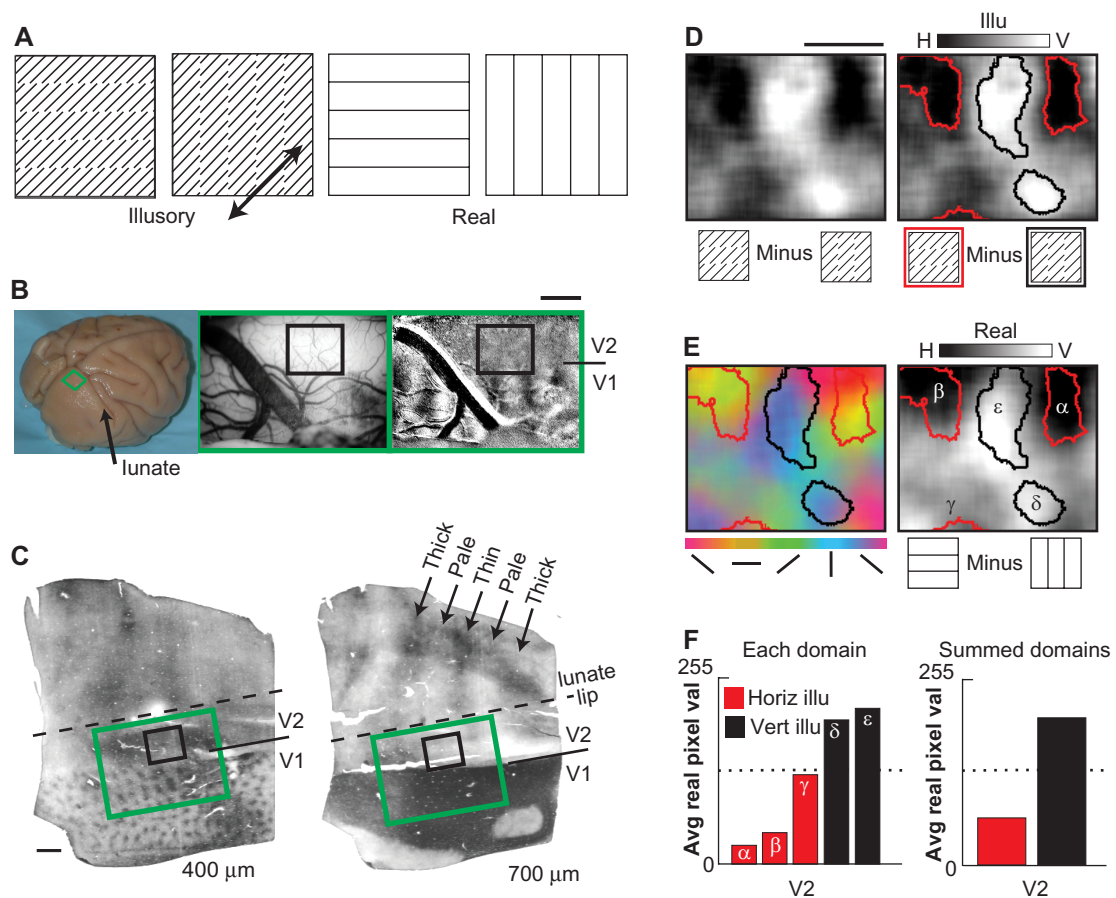 A
Illusory
Real
B
lunate
V2
V1
C
Thick
Pale
Thin
Pale
Thick
lunate
lip
V2
V1
400 μm
V2
V1
700 μm
D
Illu
H V
Minus
Minus
E
Real
H V
β
ε
α
γ
δ
Minus
F
Each domain
255
Avg real pixel val
0
Horiz illu
Vert illu
α
β
γ
δ
ε
V2
Summed domains
255
Avg real pixel val
0
V2